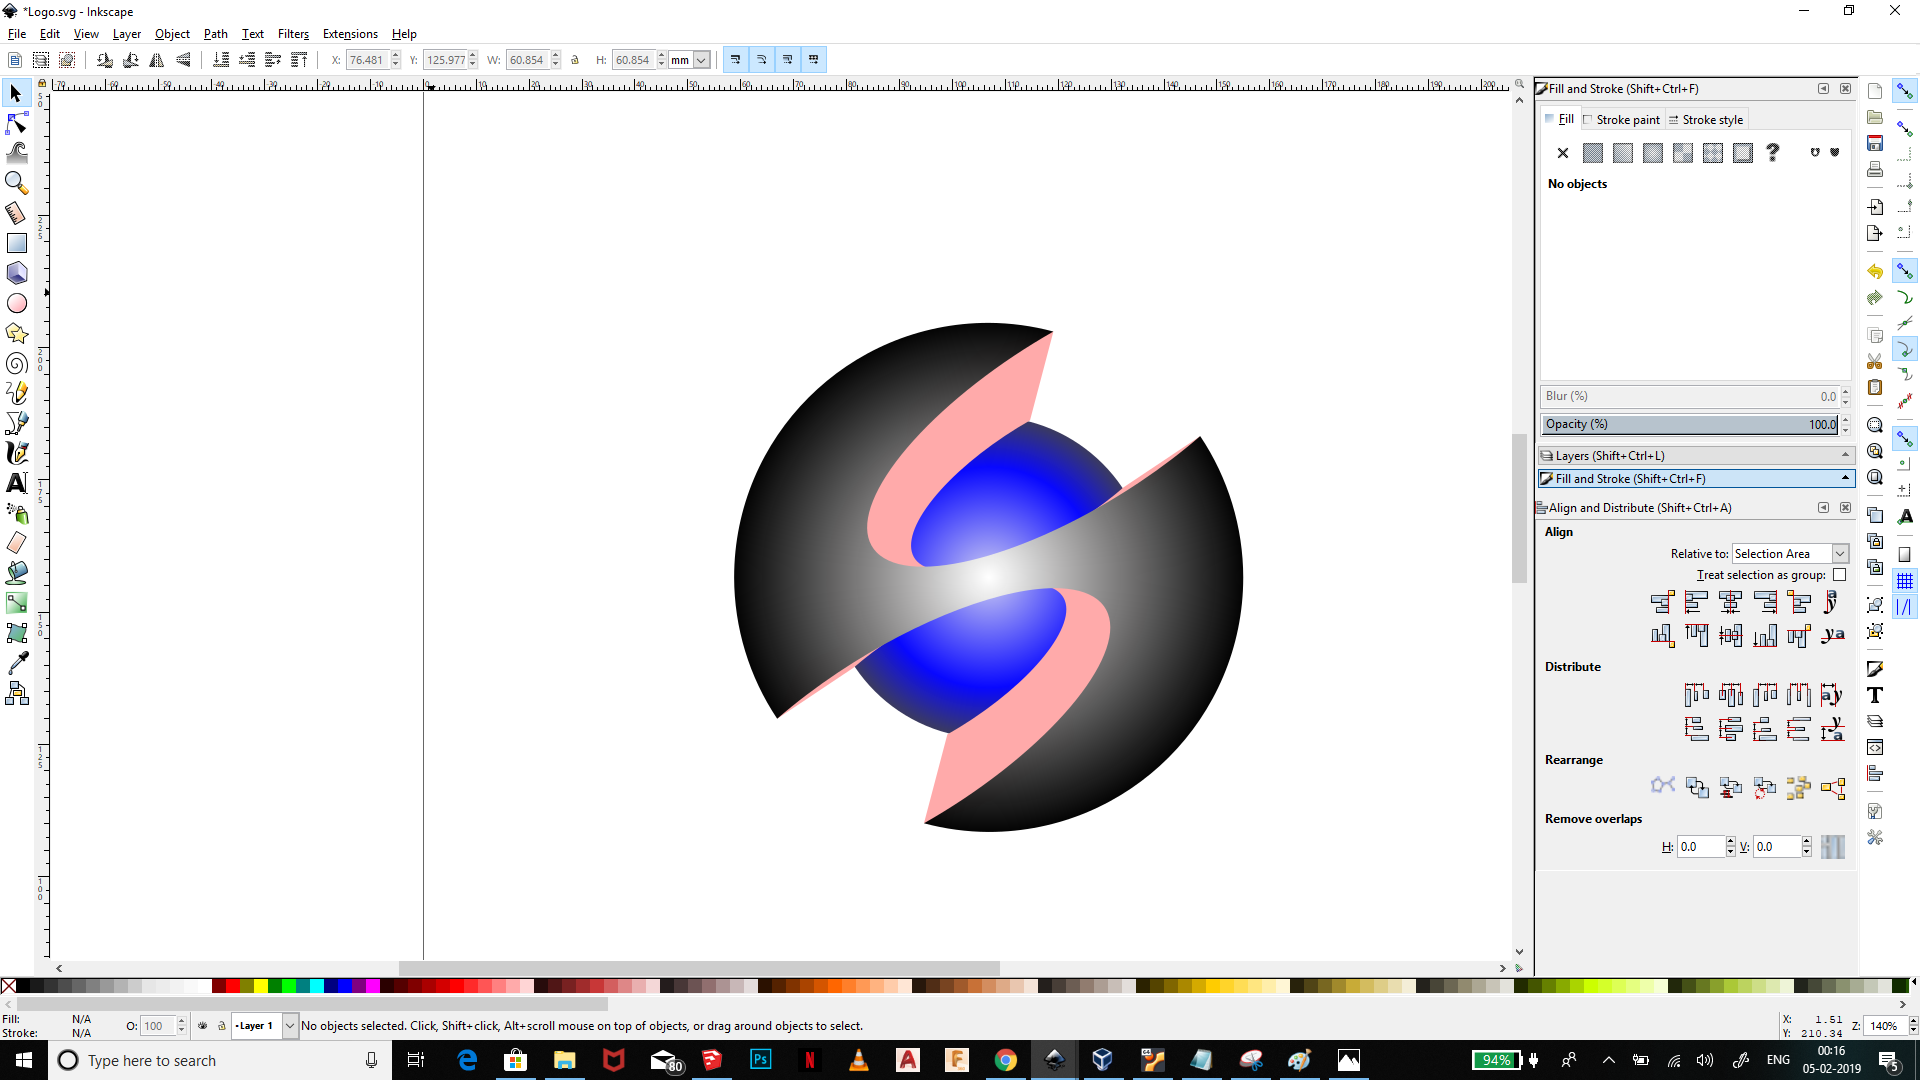 *Logo.svg - Inkscape
File Edit View Layer Object Path Text Filters Extensions Help
X: 76.481 Y: 125.977 W: 60.854 H: 60.854 mm
Fill and Stroke (Shift+Ctrl+F)
Fill Stroke paint Stroke style
No objects
Blur (%) 0.0
Opacity (%) 100.0
Layers (Shift+Ctrl+L)
Fill and Stroke (Shift+Ctrl+F)
Align and Distribute (Shift+Ctrl+A)
Align
Relative to: Selection Area
Treat selection as group:
Distribute
Rearrange
Remove overlaps
H: 0.0 V: 0.0
Fill: N/A
Stroke: N/A
O: 100
Layer 1
No objects selected. Click, Shift+click, Alt+scroll mouse on top of objects, or drag around objects to select.
X: 1.51
Y: 210.34
Z: 140%
Type here to search
80
Ps
94%
ENG
00:16
05-02-2019
5